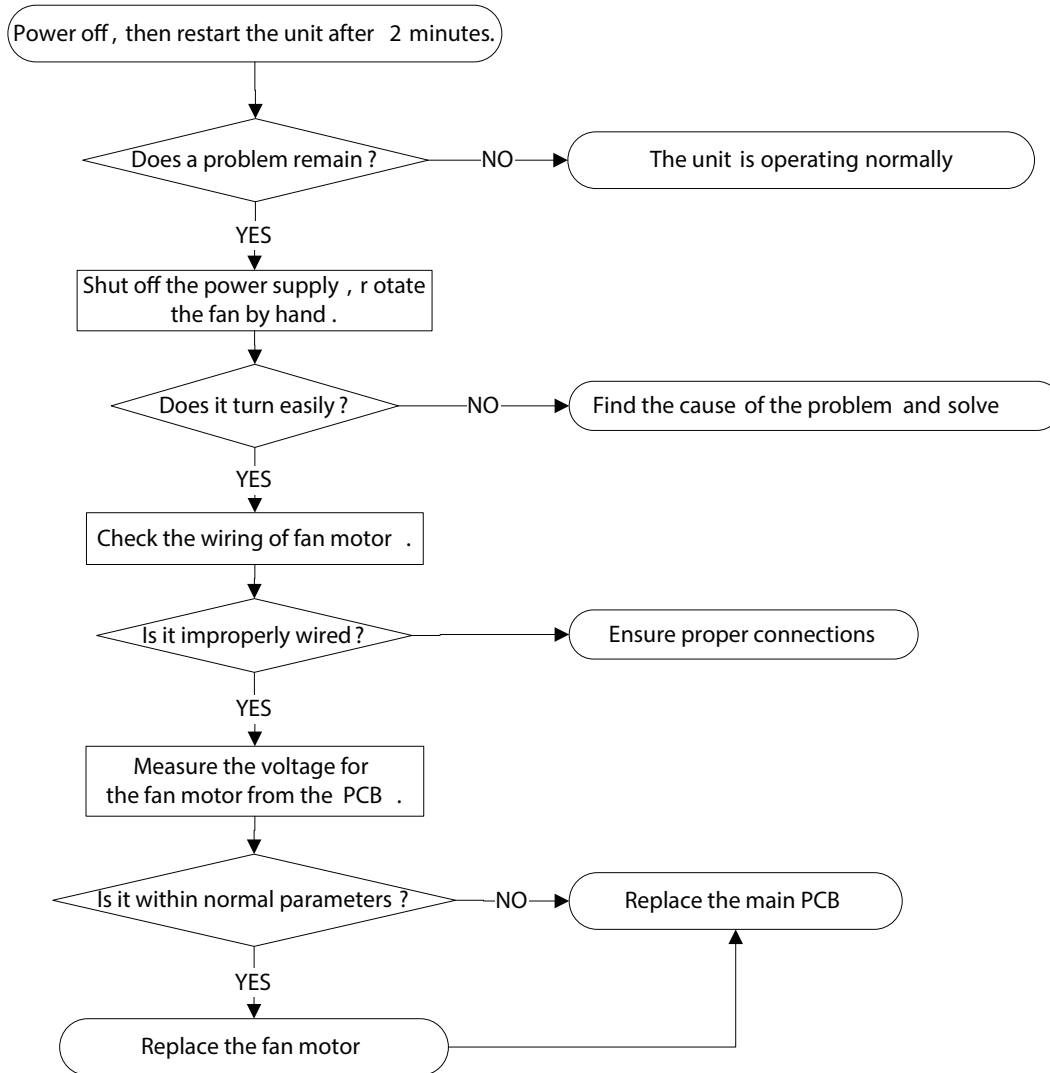 Power off, then restart the unit after 2 minutes.
Does a problem remain ?
NO
The unit is operating normally
YES
Shut off the power supply , r otate
the fan by hand .
Does it turn easily ?
NO
Find the cause of the problem and solve
YES
Check the wiring of fan motor .
Is it improperly wired ?
Ensure proper connections
YES
Measure the voltage for
the fan motor from the PCB .
Is it within normal parameters ?
NO
Replace the main PCB
YES
Replace the fan motor